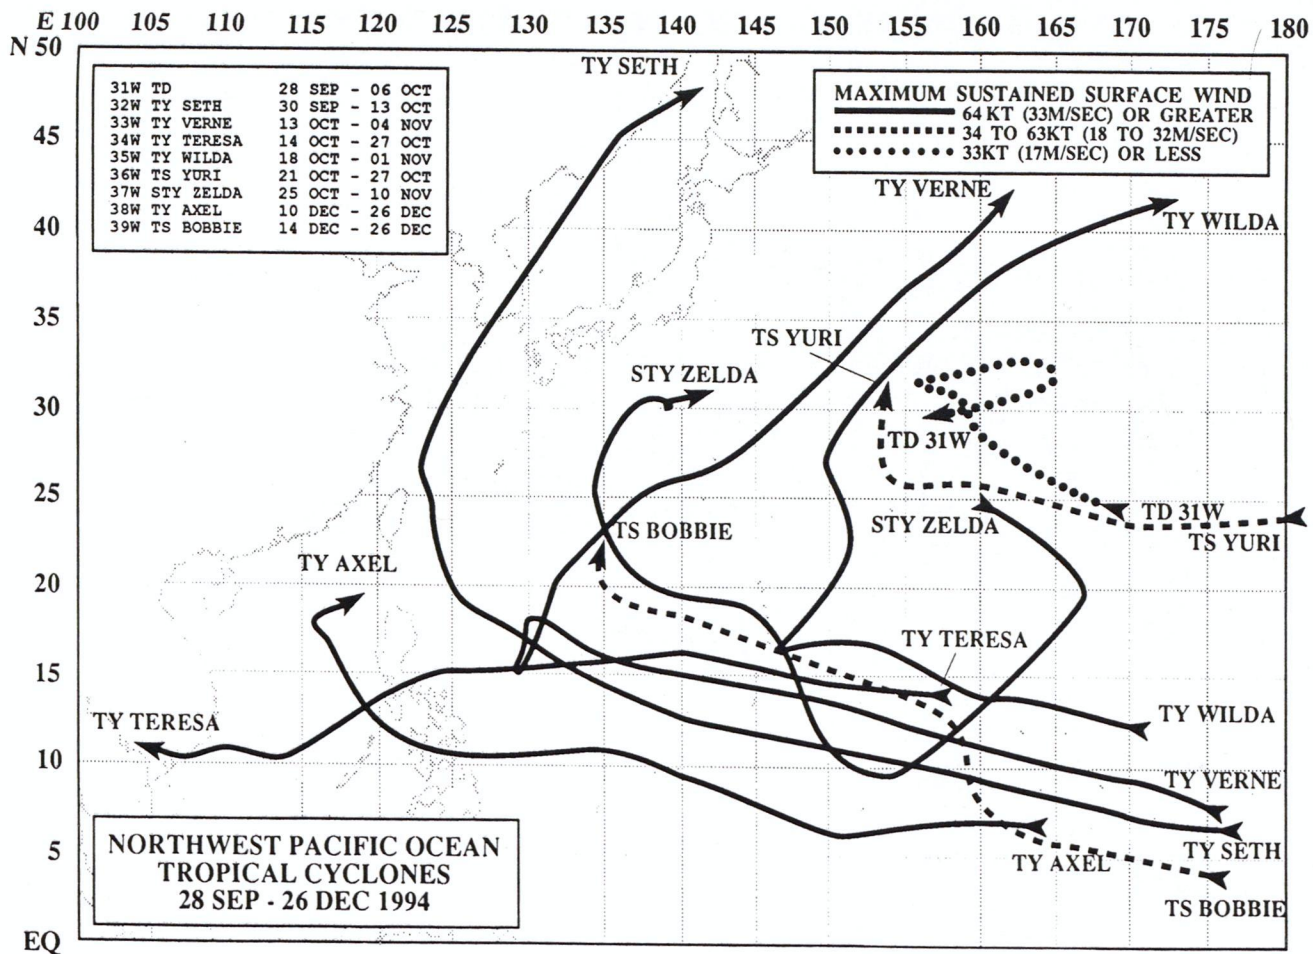 E 100 105 110 115 120 125 130 135 140 145 150 155 160 165 170 175 180
N 50
45
40
35
30
25
20
15
10
5
EQ
31W TD 28 SEP - 06 OCT
32W TY SETH 30 SEP - 13 OCT
33W TY VERNE 13 OCT - 04 NOV
34W TY TERESA 14 OCT - 27 OCT
35W TY WILDA 18 OCT - 01 NOV
36W TS YURI 21 OCT - 27 OCT
37W STY ZELDA 25 OCT - 10 NOV
38W TY AXEL 10 DEC - 26 DEC
39W TS BOBBIE 14 DEC - 26 DEC
TY SETH
MAXIMUM SUSTAINED SURFACE WIND
64 KT (33M/SEC) OR GREATER
34 TO 63KT (18 TO 32M/SEC)
33KT (17M/SEC) OR LESS
TY VERNE
TY WILDA
TS YURI
STY ZELDA
TD 31W
TD 31W
STY ZELDA
TS YURI
TS BOBBIE
TY AXEL
TY TERESA
TY TERESA
TY WILDA
TY VERNE
TY SETH
TY AXEL
TS BOBBIE
NORTHWEST PACIFIC OCEAN
TROPICAL CYCLONES
28 SEP - 26 DEC 1994